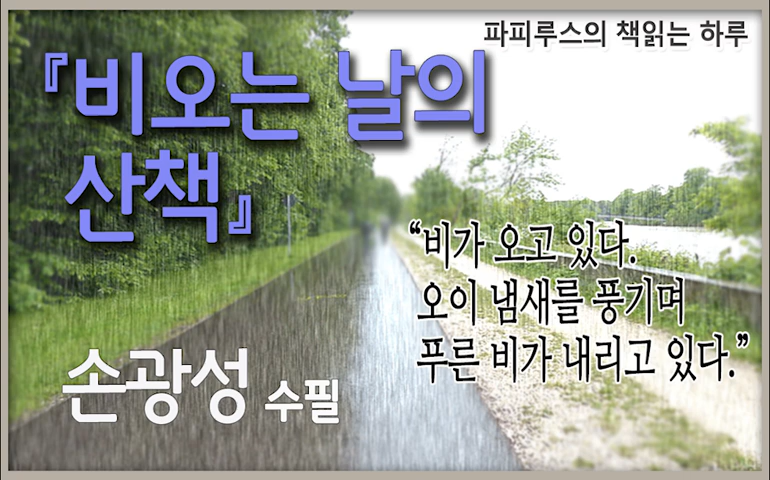 파피루스의 책읽는 하루
『비오는 날의
산책』
“비가 오고 있다.
오이 냄새를 풍기며
푸른 비가 내리고 있다.”
손광성 수필